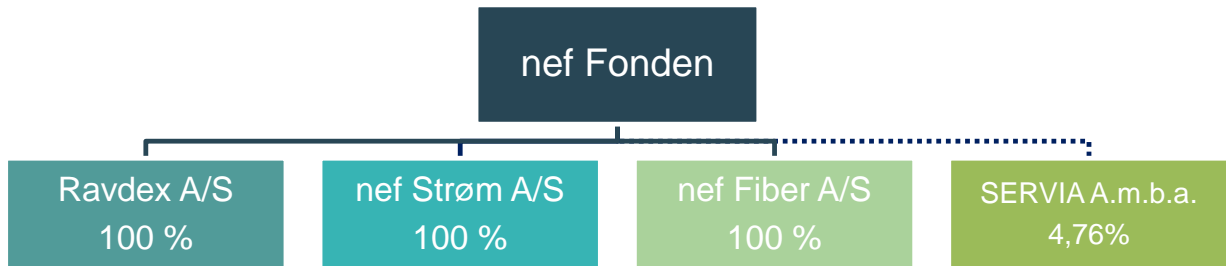 nef Fonden
Ravdex A/S
100 %
nef Strøm A/S
100 %
nef Fiber A/S
100 %
SERVIA A.m.b.a.
4,76%